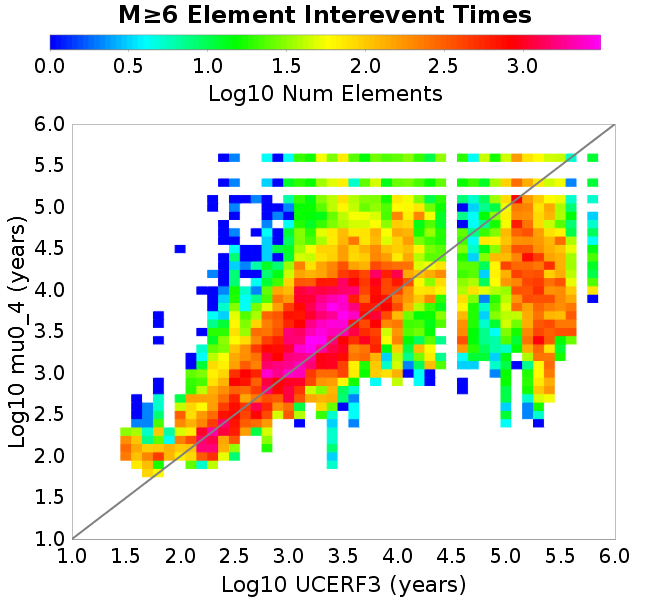 M≥6 Element Interevent Times
0.0 0.5 1.0 1.5 2.0 2.5 3.0
Log10 Num Elements
6.0
5.5
5.0
4.5
4.0
3.5
3.0
2.5
2.0
1.5
1.0
Log10 mu0_4 (years)
1.0 1.5 2.0 2.5 3.0 3.5 4.0 4.5 5.0 5.5 6.0
Log10 UCERF3 (years)